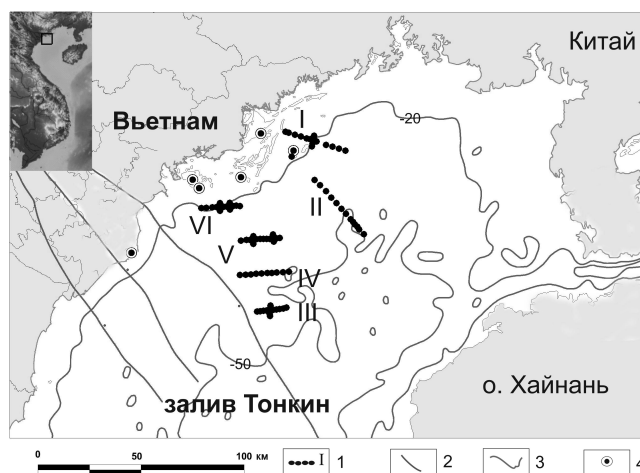 Китай
-20
Вьетнам
I
II
VI
V
IV
III
-50
о. Хайнань
залив Тонкин
0 50 100 км
I 1 2 3 4